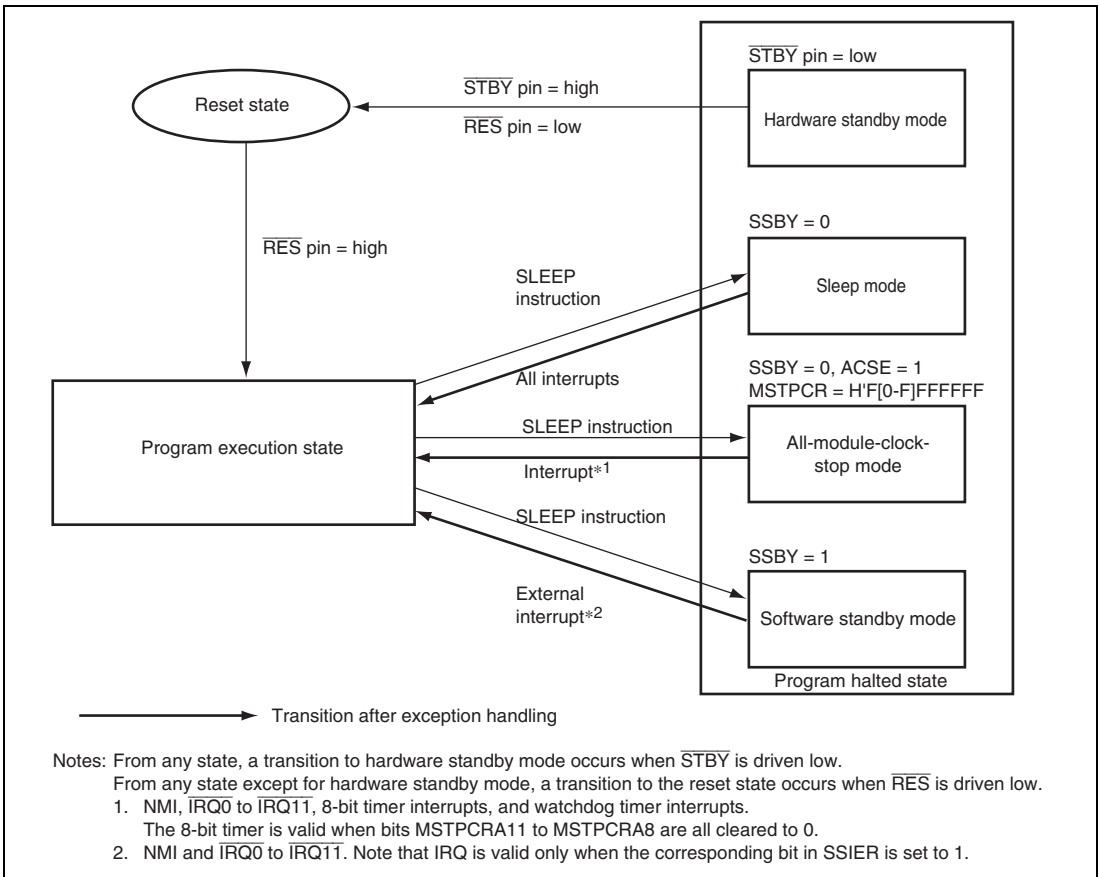 STBY pin = low
Reset state
STBY pin = high
RES pin = low
Hardware standby mode
RES pin = high
SSBY = 0
SLEEP
instruction
Sleep mode
All interrupts
SSBY = 0, ACSE = 1
MSTPCR = H'F[0-F]FFFFFF
Program execution state
SLEEP instruction
All-module-clock-
stop mode
Interrupt*1
SLEEP instruction
SSBY = 1
External
interrupt*2
Software standby mode
Program halted state
Transition after exception handling
Notes: From any state, a transition to hardware standby mode occurs when STBY is driven low.
From any state except for hardware standby mode, a transition to the reset state occurs when RES is driven low.
1. NMI, IRQ0 to IRQ11, 8-bit timer interrupts, and watchdog timer interrupts.
The 8-bit timer is valid when bits MSTPCRA11 to MSTPCRA8 are all cleared to 0.
2. NMI and IRQ0 to IRQ11. Note that IRQ is valid only when the corresponding bit in SSIER is set to 1.